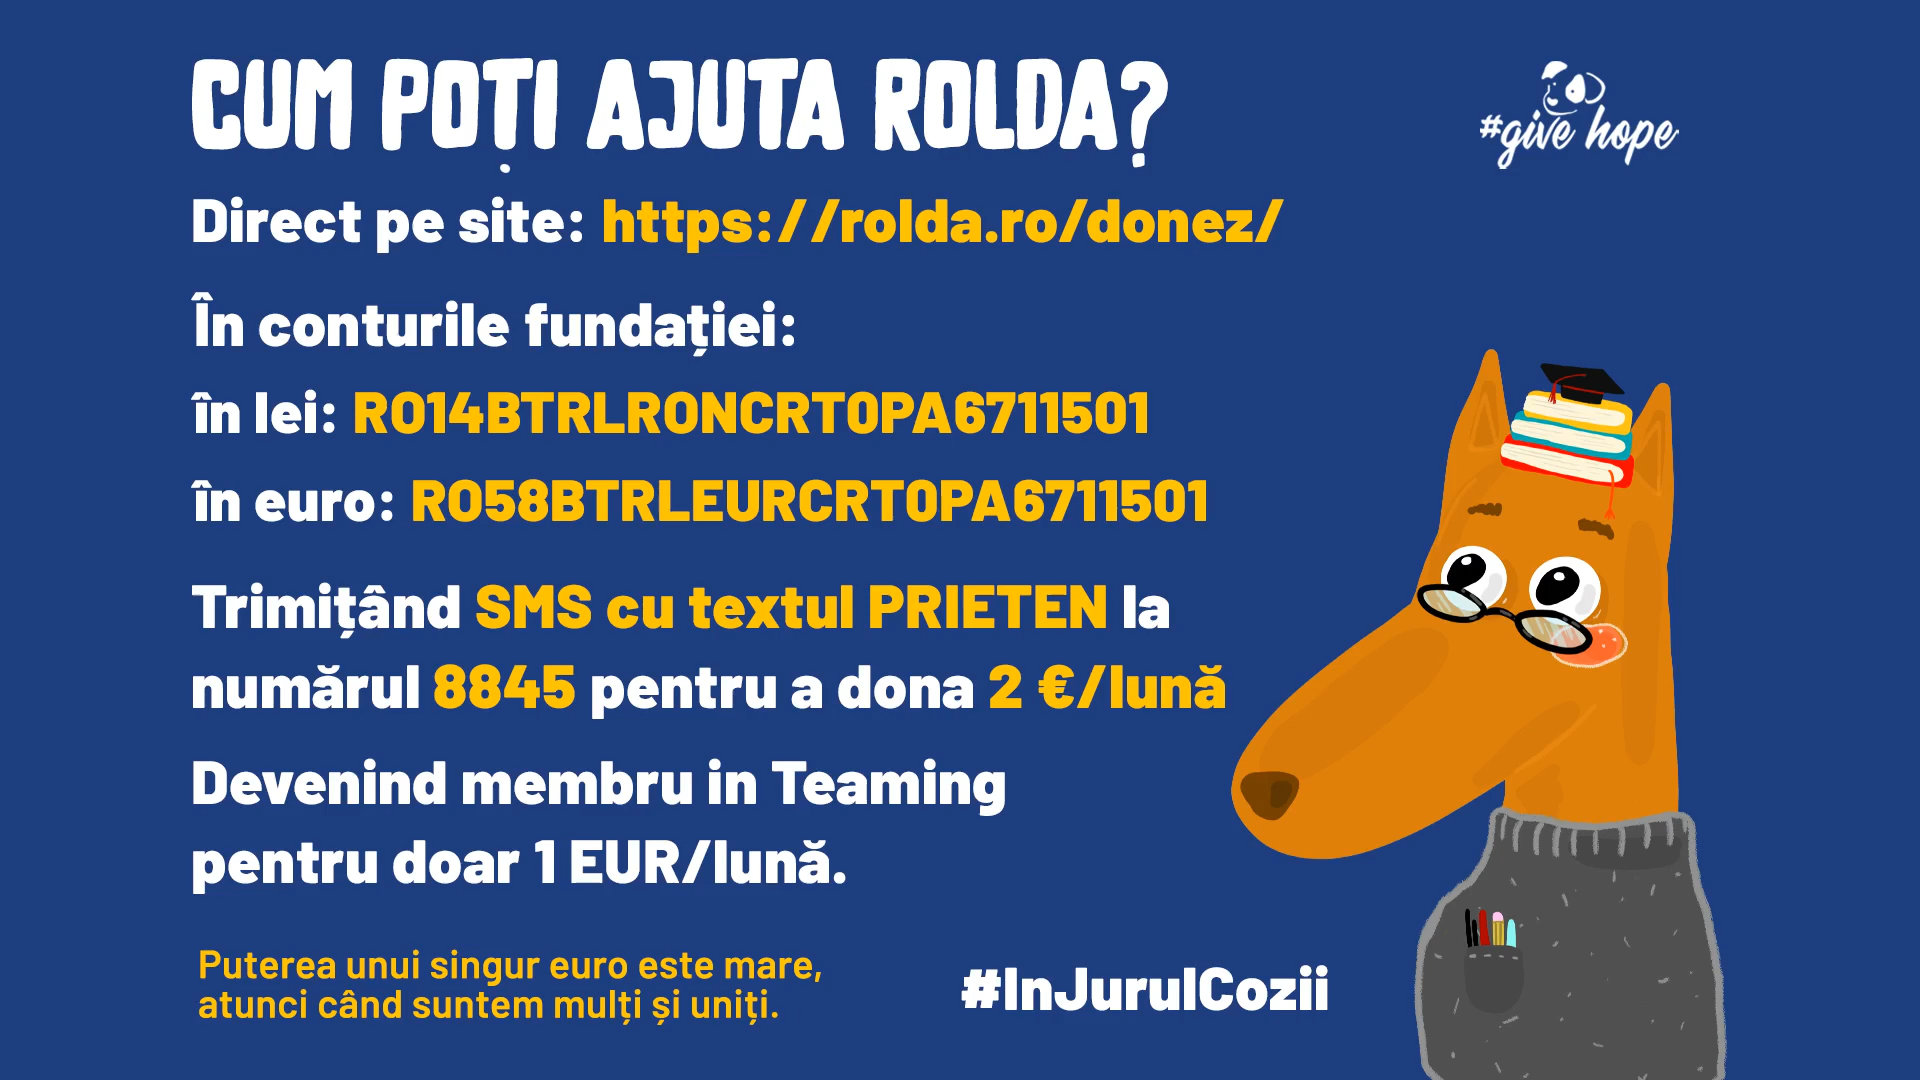 CUM POȚI AJUTA ROLDA?
#give hope
Direct pe site: https://rolda.ro/donez/
În conturile fundației:
în lei: RO14BTRLRONCRT0PA6711501
în euro: RO58BTRLEURCRT0PA6711501
Trimițând SMS cu textul PRIETEN la
numărul 8845 pentru a dona 2 €/lună
Devenind membru in Teaming
pentru doar 1 EUR/lună.
Puterea unui singur euro este mare,
atunci când suntem mulți și uniți.
#InJurulCozii